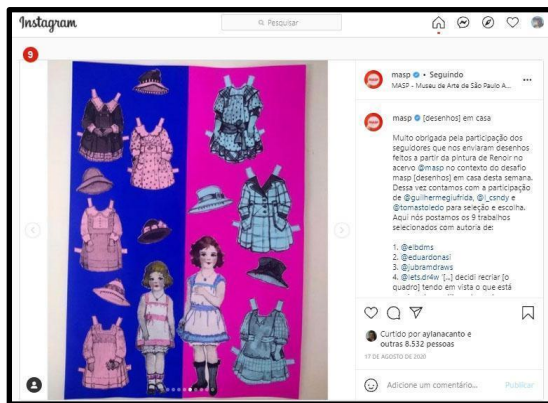 Instagram
Pesquisar
9
masp • Seguindo
MASP - Museu de Arte de São Paulo A...
masp [desenhos] em casa
Muito obrigada pela participação dos
seguidores que nos enviaram desenhos
feitos a partir da pintura de Renoir no
acervo @masp no contexto do desafio
masp [desenhos] em casa desta semana.
Dessa vez contamos com a participação
de @guilhermegiufrida, @i_csndy e
@tomastoledo para seleção e escolha.
Aqui nós postamos os 9 trabalhos
selecionados com autoria de:
1. @elbdms
2. @eduardonasi
3. @jubramdraws
4. @lets.dr4w '[...] decidi recriar [o
quadro] tendo em vista o que está
Curtido por aylanacanto e
outras 8.532 pessoas
17 DE AGOSTO DE 2020
Adicione um comentário...
Publicar